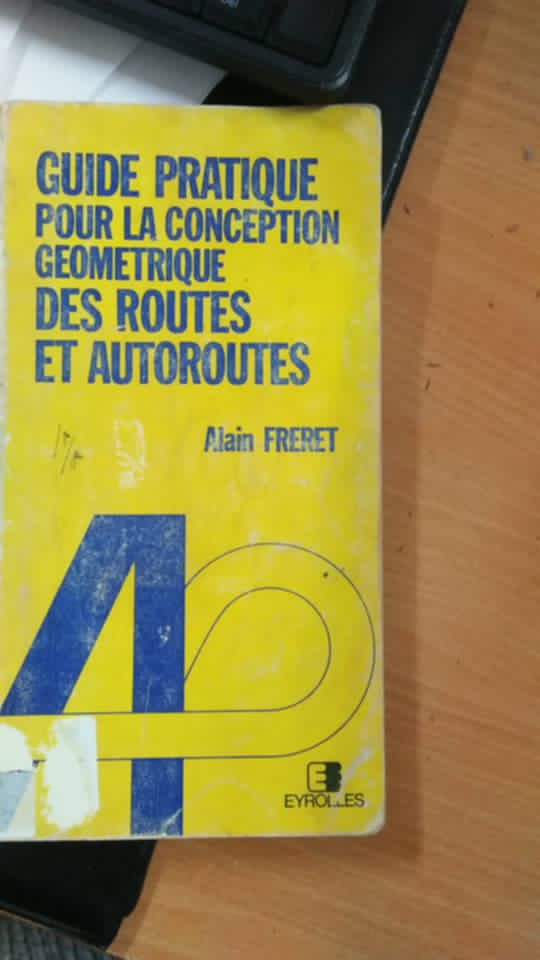 GUIDE PRATIQUE
POUR LA CONCEPTION
GEOMETRIQUE
DES ROUTES
ET AUTOROUTES
Alain FRERET
EYROLLES